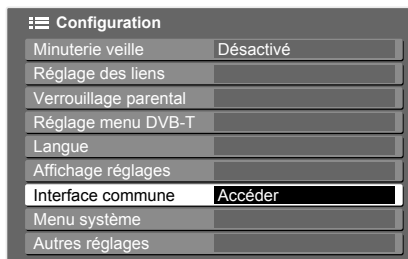 Configuration
Minuterie veille Désactivé
Réglage des liens
Verrouillage parental
Réglage menu DVB-T
Langue
Affichage réglages
Interface commune Accéder
Menu système
Autres réglages